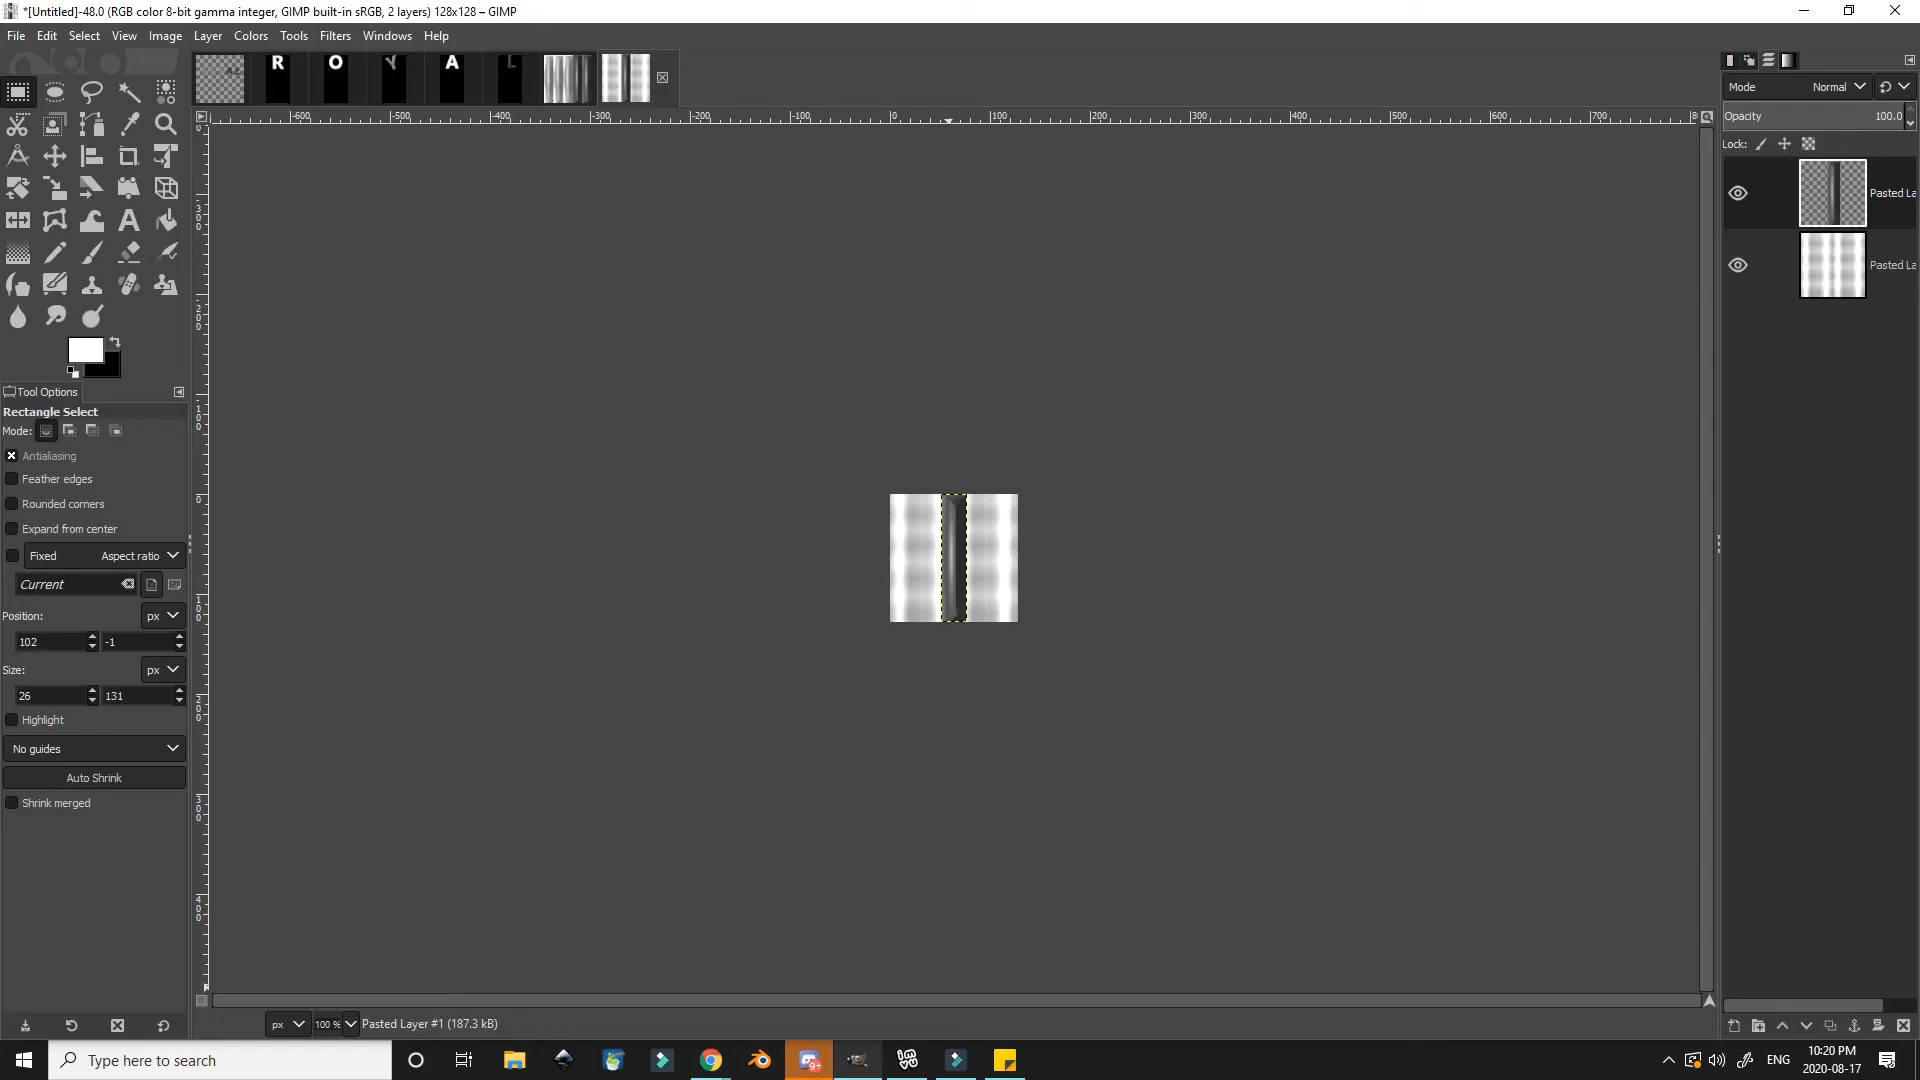 *[Untitled]-48.0 (RGB color 8-bit gamma integer, GIMP built-in sRGB, 2 layers) 128x128 – GIMP
File Edit Select View Image Layer Colors Tools Filters Windows Help
R O Y A L
Mode Normal
Opacity 100.0
Lock:
-600 -500 -400 -300 -200 -100 0 100 200 300 400 500 600 700
Pasted La
Pasted La
Tool Options
Rectangle Select
Mode:
Antialiasing
Feather edges
Rounded corners
Expand from center
Fixed Aspect ratio
Current
Position: px
102 -1
Size: px
26 131
Highlight
No guides
Auto Shrink
Shrink merged
px 100 % Pasted Layer #1 (187.3 kB)
Type here to search
9+
ENG
10:20 PM
2020-08-17